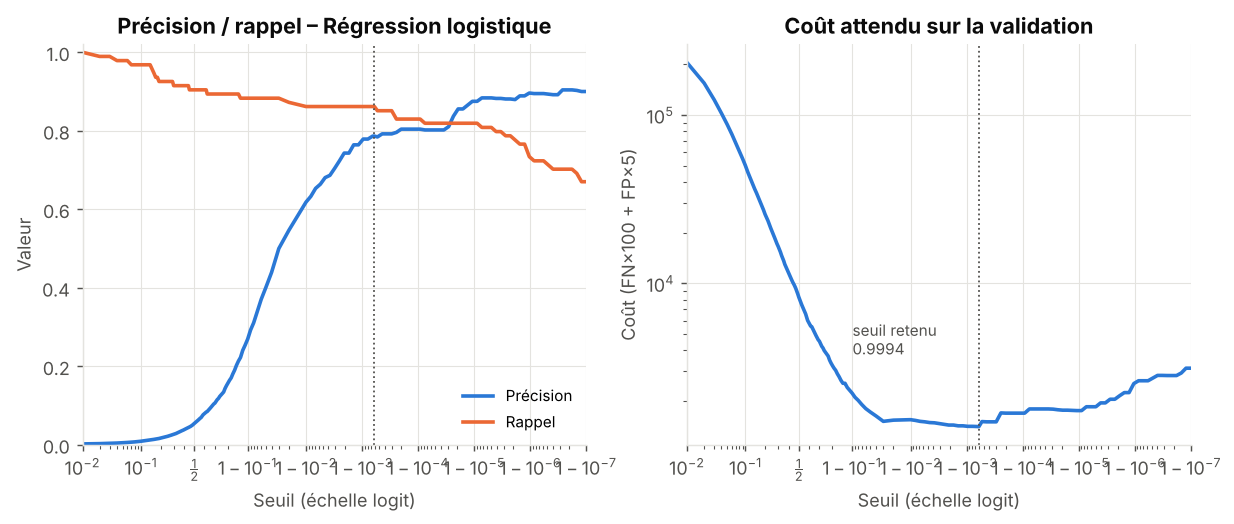 Précision / rappel – Régression logistique
Valeur
1.0
0.8
0.6
0.4
0.2
0.0
Précision
Rappel
10⁻² 10⁻¹ ½ 1−10⁻¹ 1−10⁻² 1−10⁻³ 1−10⁻⁴ 1−10⁻⁵ 1−10⁻⁶ 1−10⁻⁷
Seuil (échelle logit)
Coût attendu sur la validation
Coût (FN×100 + FP×5)
10⁵
10⁴
seuil retenu
0.9994
10⁻² 10⁻¹ ½ 1−10⁻¹ 1−10⁻² 1−10⁻³ 1−10⁻⁴ 1−10⁻⁵ 1−10⁻⁶ 1−10⁻⁷
Seuil (échelle logit)